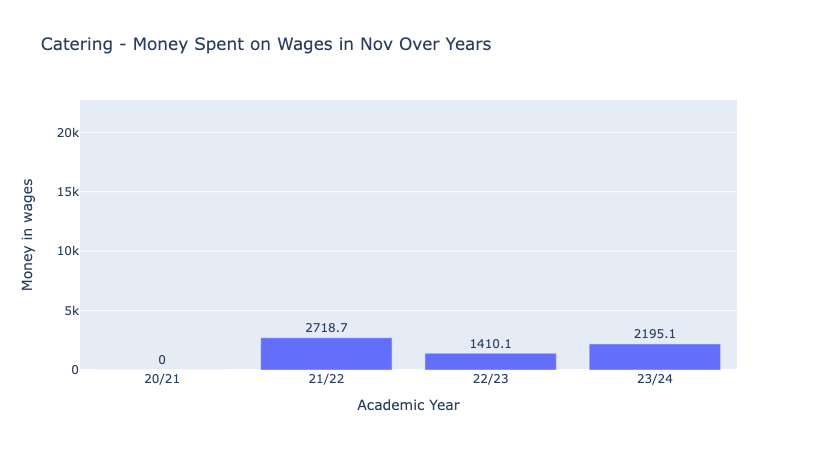 Catering - Money Spent on Wages in Nov Over Years
Money in wages
20k
15k
10k
5k
0
0
2718.7
1410.1
2195.1
20/21
21/22
22/23
23/24
Academic Year